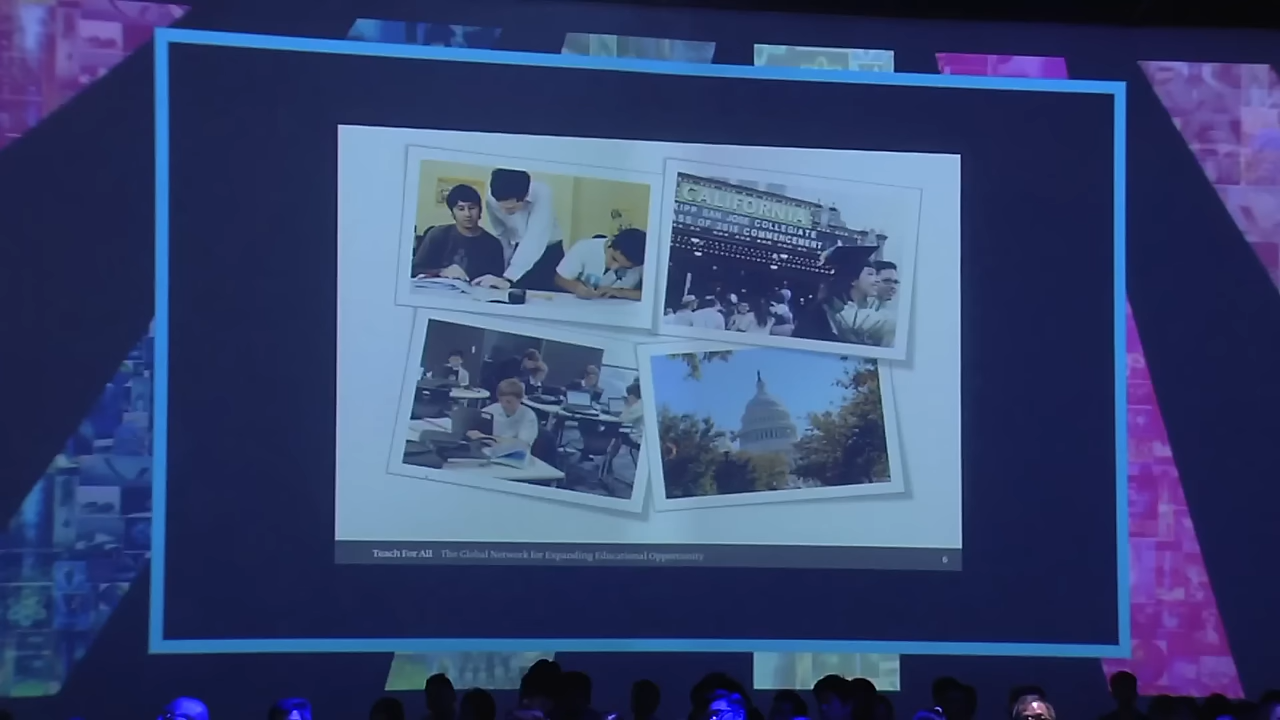 CALIFORNIA
KIPP SAN JOSE COLLEGIATE
CLASS OF 2015 COMMENCEMENT
Teach For All The Global Network for Expanding Educational Opportunity
6